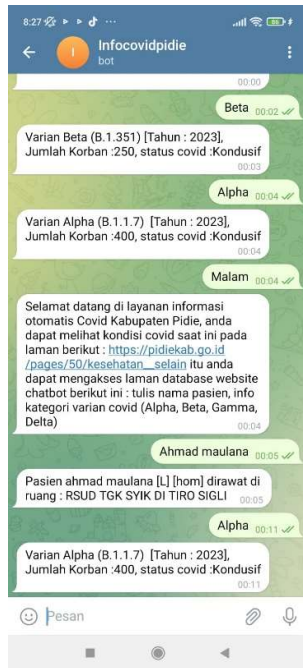 8:27
Infocovidpidie
bot
00:00
Beta 00:02
Varian Beta (B.1.351) [Tahun : 2023],
Jumlah Korban :250, status covid :Kondusif
00:03
Alpha 00:04
Varian Alpha (B.1.1.7) [Tahun : 2023],
Jumlah Korban :400, status covid :Kondusif
00:04
Malam 00:04
Selamat datang di layanan informasi
otomatis Covid Kabupaten Pidie, anda
dapat melihat kondisi covid saat ini pada
laman berikut : https://pidiekab.go.id
/pages/50/kesehatan__selain itu anda
dapat mengakses laman database website
chatbot berikut ini : tulis nama pasien, info
kategori varian covid (Alpha, Beta, Gamma,
Delta)
00:04
Ahmad maulana 00:05
Pasien ahmad maulana [L] [hom] dirawat di
ruang : RSUD TGK SYIK DI TIRO SIGLI 00:05
Alpha 00:11
Varian Alpha (B.1.1.7) [Tahun : 2023],
Jumlah Korban :400, status covid :Kondusif
00:11
Pesan